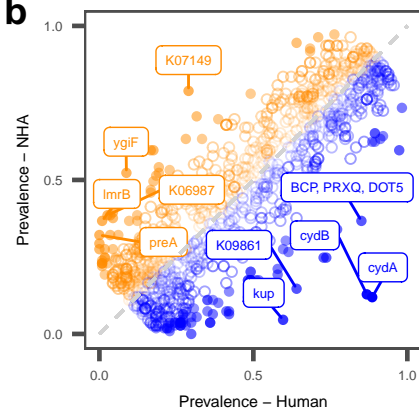 b
1.0
K07149
ygiF
lmrB
K06987
0.5
BCP, PRXQ, DOT5
preA
K09861
cydB
cydA
kup
0.0
Prevalence – NHA
0.0
0.5
1.0
Prevalence – Human